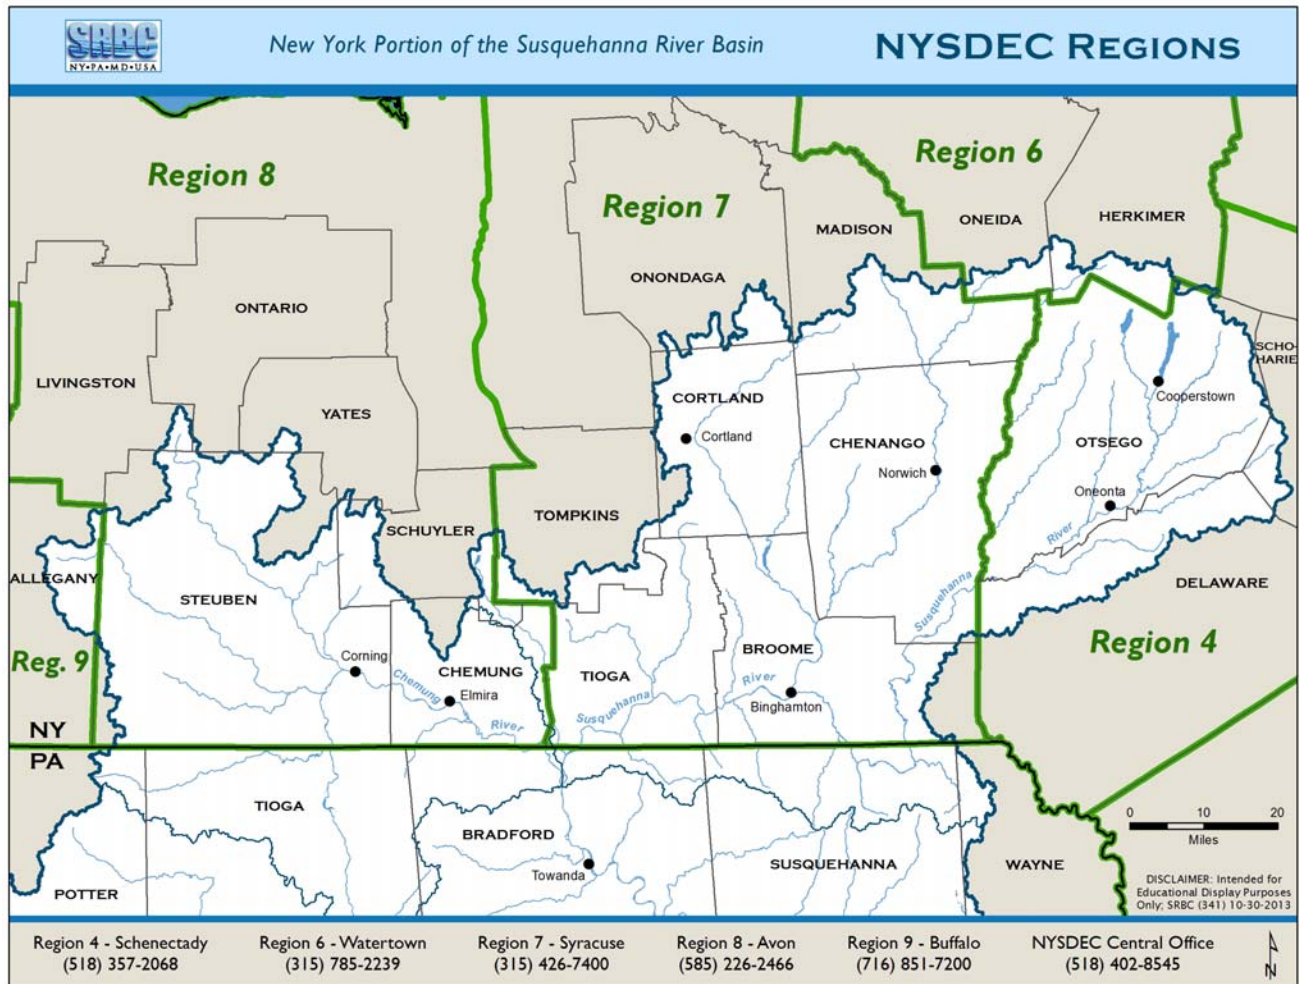 SRBC
NY•PA•MD•USA
New York Portion of the Susquehanna River Basin
NYSDEC REGIONS
Region 8
Region 7
Region 6
MADISON
ONEIDA
HERKIMER
ONONDAGA
ONTARIO
SCHO-
HARIE
LIVINGSTON
YATES
CORTLAND
Cortland
CHENANGO
Norwich
OTSEGO
Cooperstown
Oneonta
River
TOMPKINS
SCHUYLER
ALLEGANY
STEUBEN
DELAWARE
Susquehanna
Reg. 9
Corning
Chemung
CHEMUNG
Elmira
River
TIOGA
Susquehanna
BROOME
River
Binghamton
Region 4
NY
PA
TIOGA
BRADFORD
Towanda
SUSQUEHANNA
WAYNE
POTTER
0 10 20
Miles
DISCLAIMER: Intended for
Educational Display Purposes
Only; SRBC (341) 10-30-2013
Region 4 - Schenectady
(518) 357-2068
Region 6 - Watertown
(315) 785-2239
Region 7 - Syracuse
(315) 426-7400
Region 8 - Avon
(585) 226-2466
Region 9 - Buffalo
(716) 851-7200
NYSDEC Central Office
(518) 402-8545
N